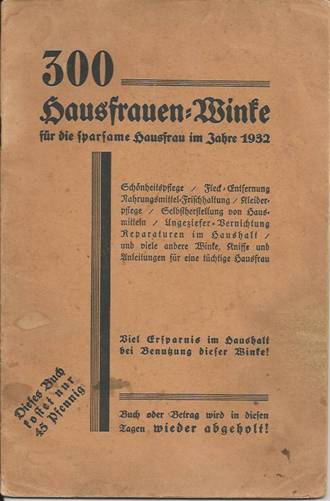 300
Hausfrauen=Winke
für die sparsame Hausfrau im Jahre 1932
Schönheitspflege / Fleck=Entfernung
Nahrungsmittel=Frischhaltung / Kleider=
pflege / Selbstherstellung von Haus=
mitteln / Ungeziefer=Vernichtung
Reparaturen im Haushalt /
und viele andere Winke, Kniffe und
Anleitungen für eine tüchtige Hausfrau
Viel Ersparnis im Haushalt
bei Benutzung dieser Winke!
Dieses Buch
kostet nur
45 Pfennig
Buch oder Betrag wird in diesen
Tagen wieder abgeholt!